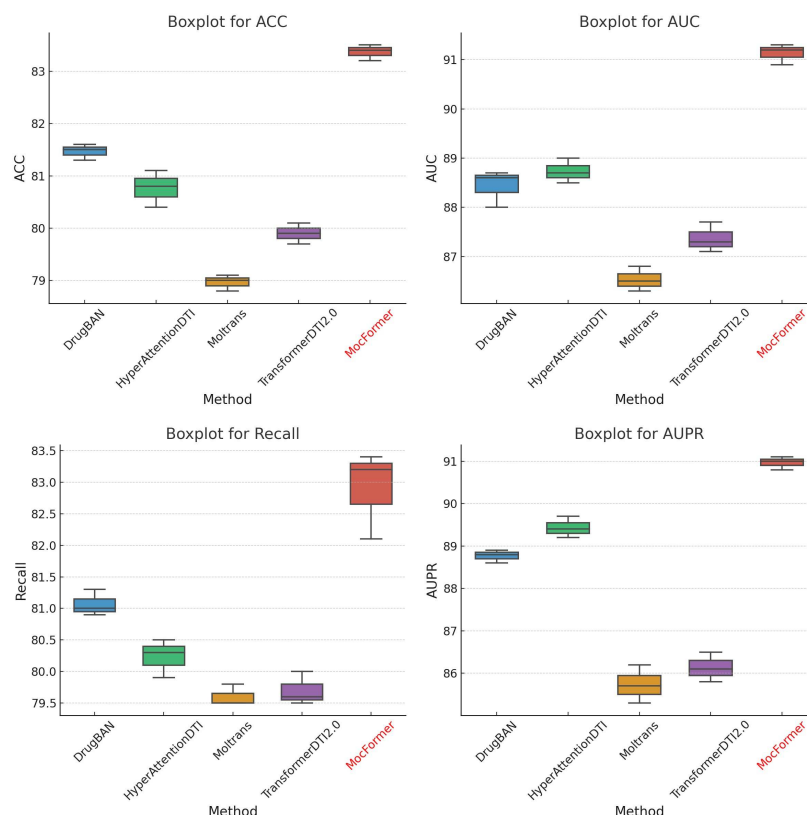 Boxplot for ACC
83
82
81
80
79
ACC
DrugBAN
HyperAttentionDTI
Moltrans
TransformerDTI2.0
MocFormer
Method
Boxplot for AUC
91
90
89
88
87
AUC
DrugBAN
HyperAttentionDTI
Moltrans
TransformerDTI2.0
MocFormer
Method
Boxplot for Recall
83.5
83.0
82.5
82.0
81.5
81.0
80.5
80.0
79.5
Recall
DrugBAN
HyperAttentionDTI
Moltrans
TransformerDTI2.0
MocFormer
Method
Boxplot for AUPR
91
90
89
88
87
86
AUPR
DrugBAN
HyperAttentionDTI
Moltrans
TransformerDTI2.0
MocFormer
Method